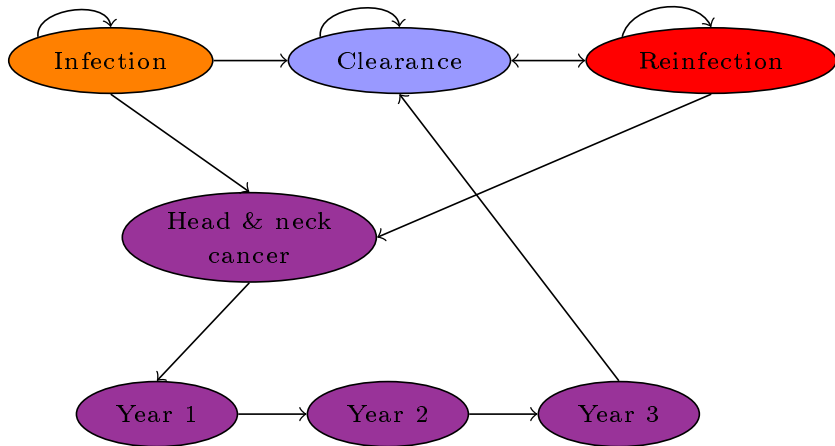 Infection
Clearance
Reinfection
Head & neck
cancer
Year 1
Year 2
Year 3